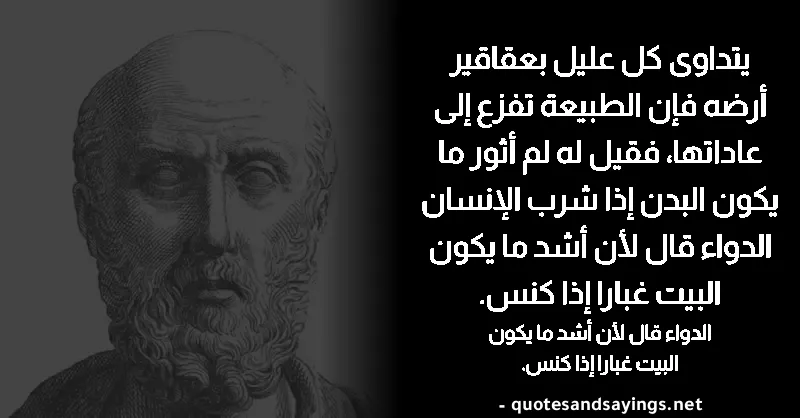 يتداوى كل عليل بعقاقير
أرضه فإن الطبيعة تفزع إلى
عاداتها، فقيل له لم أثور ما
يكون البدن إذا شرب الإنسان
الدواء قال لأن أشد ما يكون
البيت غبارا إذا كنس.
الدواء قال لأن أشد ما يكون
البيت غبارا إذا كنس.
- quotesandsayings.net